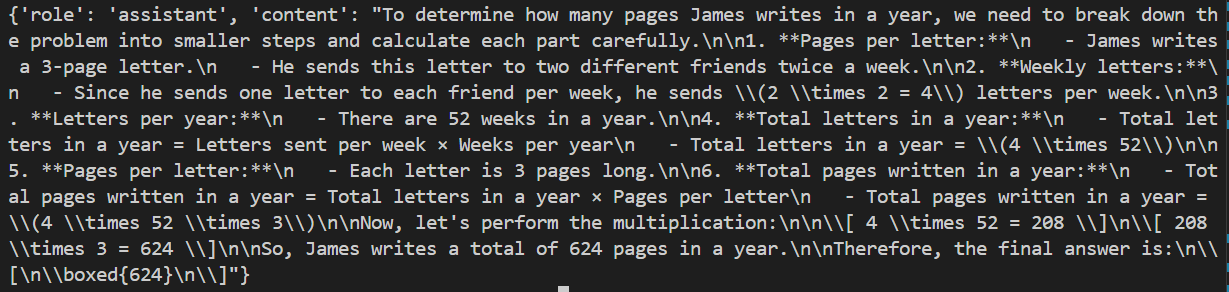 {'role': 'assistant', 'content': "To determine how many pages James writes in a year, we need to break down th
e problem into smaller steps and calculate each part carefully.\n\n1. **Pages per letter:**\n   - James writes
 a 3-page letter.\n   - He sends this letter to two different friends twice a week.\n\n2. **Weekly letters:**\
n   - Since he sends one letter to each friend per week, he sends \\(2 \\times 2 = 4\\) letters per week.\n\n3
. **Letters per year:**\n   - There are 52 weeks in a year.\n\n4. **Total letters in a year:**\n   - Total let
ters in a year = Letters sent per week × Weeks per year\n   - Total letters in a year = \\(4 \\times 52\\)\n\n
5. **Pages per letter:**\n   - Each letter is 3 pages long.\n\n6. **Total pages written in a year:**\n   - Tot
al pages written in a year = Total letters in a year × Pages per letter\n   - Total pages written in a year =
\\(4 \\times 52 \\times 3\\)\n\nNow, let's perform the multiplication:\n\n\\[ 4 \\times 52 = 208 \\]\n\\[ 208
\\times 3 = 624 \\]\n\nSo, James writes a total of 624 pages in a year.\n\nTherefore, the final answer is:\n\\
[\n\\boxed{624}\n\\]"}